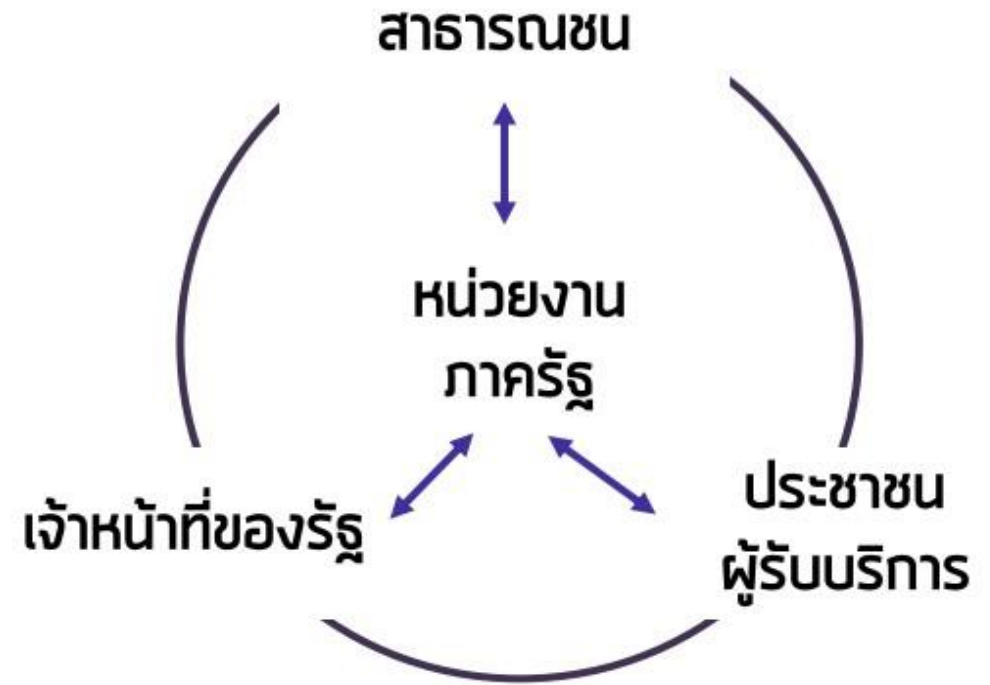 สาธารณชน
หน่วยงาน
ภาครัฐ
เจ้าหน้าที่ของรัฐ
ประชาชน
ผู้รับบริการ